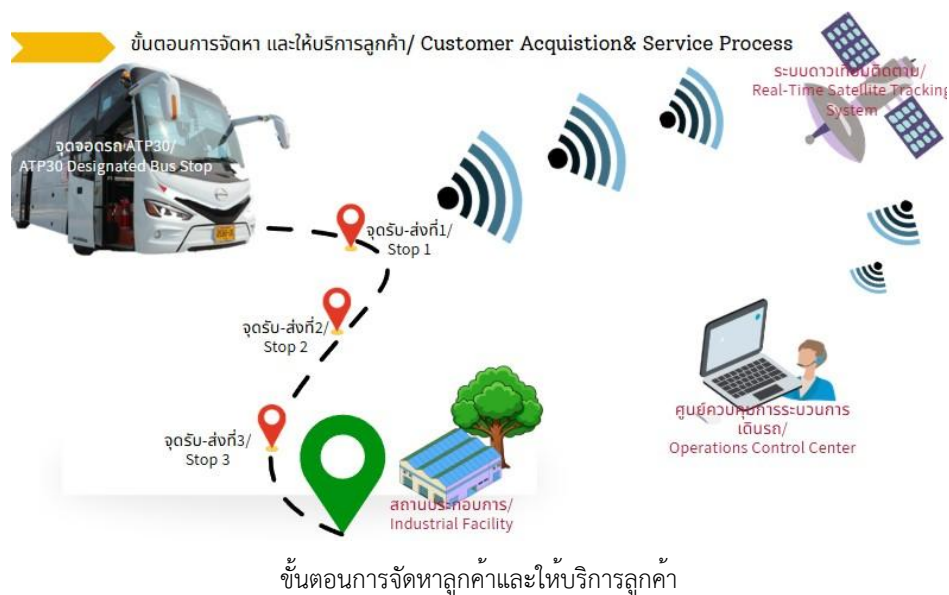 ขั้นตอนการจัดหา และให้บริการลูกค้า/ Customer Acquistion& Service Process
ระบบดาวเทียมติดตาม/
Real-Time Satellite Tracking
System
จุดจอดรถ ATP30/
ATP30 Designated Bus Stop
จุดรับ-ส่งที่1/
Stop 1
จุดรับ-ส่งที่2/
Stop 2
จุดรับ-ส่งที่3/
Stop 3
ศูนย์ควบคุมการระบวนการ
เดินรถ/
Operations Control Center
สถานประกอบการ/
Industrial Facility
ขั้นตอนการจัดหาลูกค้าและให้บริการลูกค้า